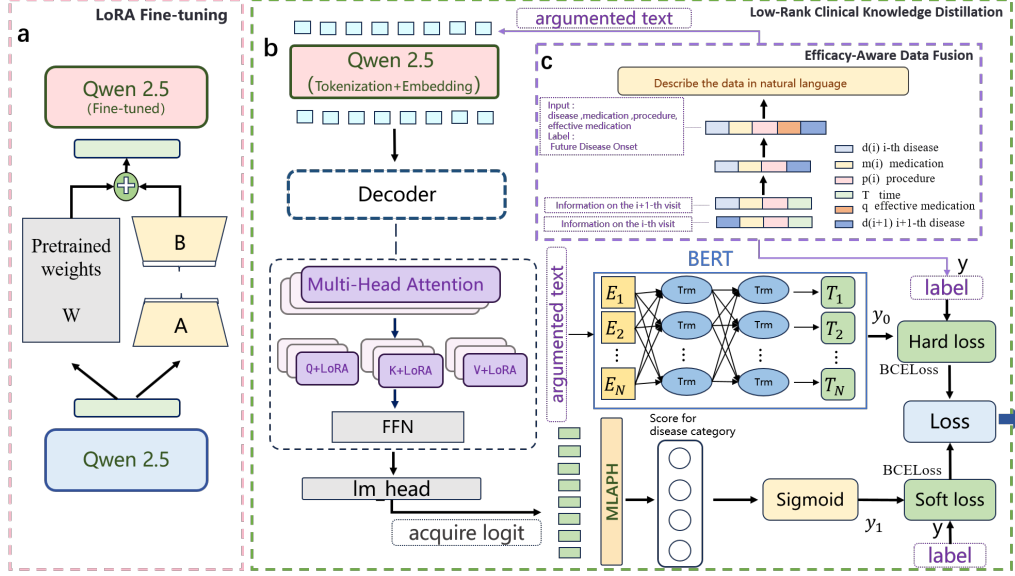 LoRA Fine-tuning
a
Qwen 2.5
(Fine-tuned)
Pretrained
weights
W
B
A
Qwen 2.5
Low-Rank Clinical Knowledge Distillation
b
argumented text
Qwen 2.5
(Tokenization+Embedding)
Decoder
Multi-Head Attention
Q+LoRA
K+LoRA
V+LoRA
FFN
lm_head
acquire logit
c
Efficacy-Aware Data Fusion
Describe the data in natural language
Input :
disease ,medication ,procedure,
effective medication
Label :
Future Disease Onset
Information on the i+1-th visit
Information on the i-th visit
d(i) i-th disease
m(i) medication
p(i) procedure
T time
q effective medication
d(i+1) i+1-th disease
argumented text
BERT
E1
E2
EN
Trm
Trm
Trm
Trm
Trm
Trm
T1
T2
TN
y0
y
label
Hard loss
BCELoss
Loss
BCELoss
Soft loss
y
label
MLAPH
Score for
disease category
Sigmoid
y1